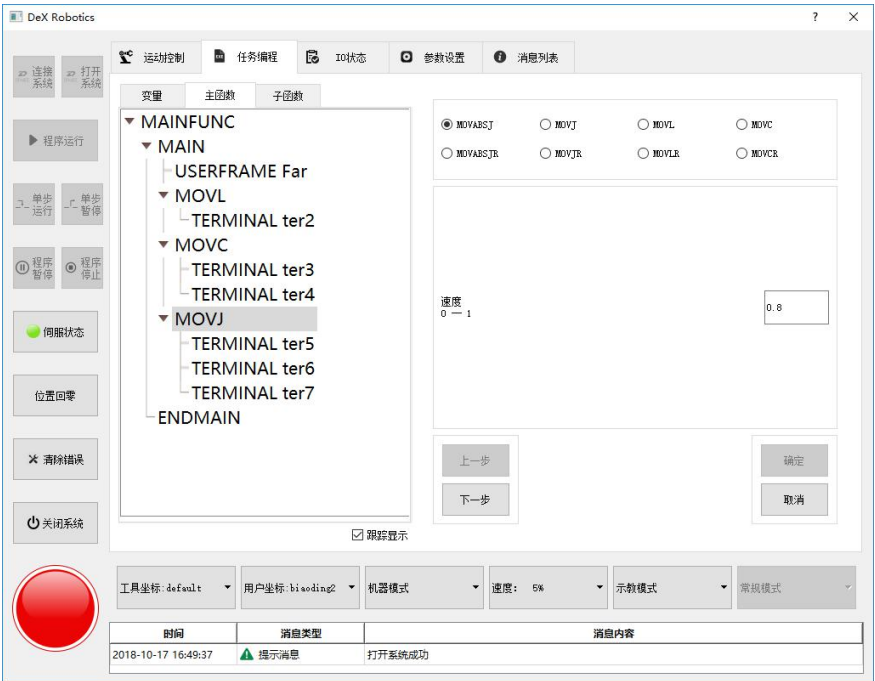 DeX Robotics
运动控制 任务编程 IO状态 参数设置 消息列表
连接系统 打开系统
程序运行
单步运行 单步暂停
程序暂停 程序停止
伺服状态
位置回零
清除错误
关闭系统
变量 主函数 子函数
MAINFUNC
MAIN
USERFRAME Far
MOVL
TERMINAL ter2
MOVC
TERMINAL ter3
TERMINAL ter4
MOVJ
TERMINAL ter5
TERMINAL ter6
TERMINAL ter7
ENDMAIN
跟踪显示
MOVABSJ MOVJ MOVL MOVC
MOVABSJR MOVJR MOVLR MOVCR
速度
0 — 1
0.8
上一步 确定
下一步 取消
工具坐标:default 用户坐标:biaoding2 机器模式 速度: 5% 示教模式 常规模式
时间 消息类型 消息内容
2018-10-17 16:49:37 提示消息 打开系统成功